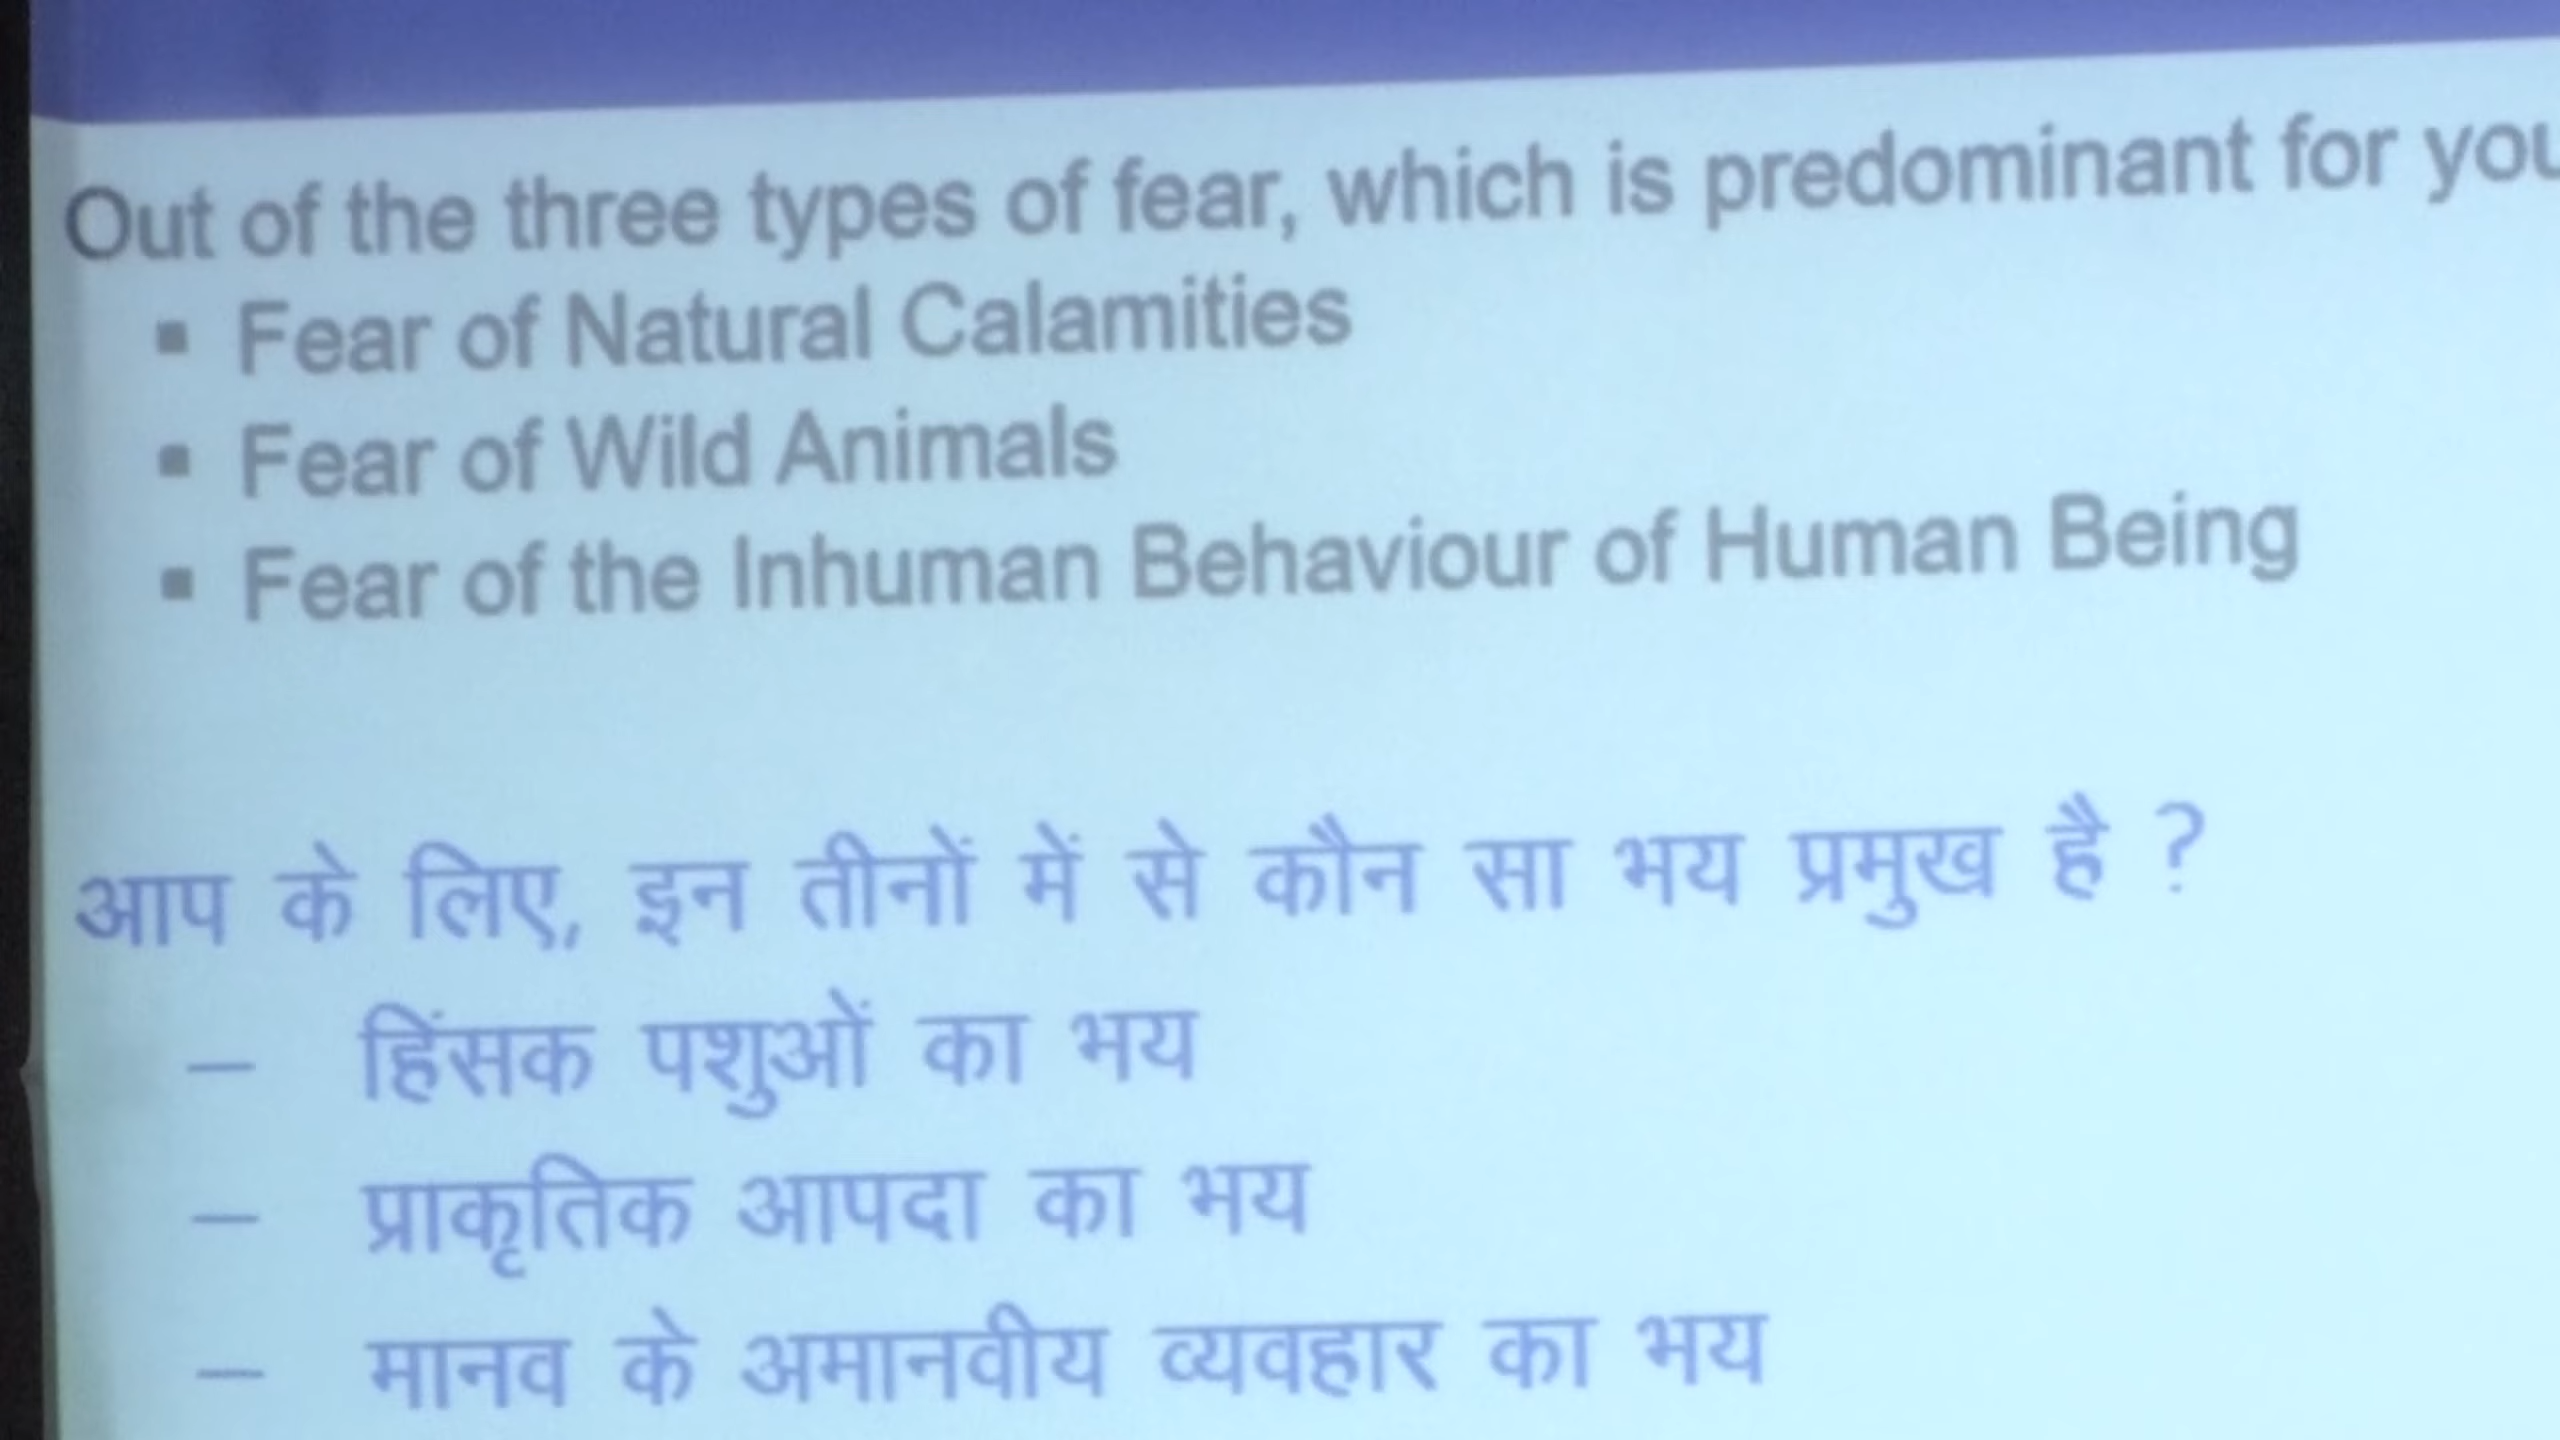 Out of the three types of fear, which is predominant for you
▪ Fear of Natural Calamities
▪ Fear of Wild Animals
▪ Fear of the Inhuman Behaviour of Human Being
आप के लिए, इन तीनों में से कौन सा भय प्रमुख है ?
– हिंसक पशुओं का भय
– प्राकृतिक आपदा का भय
– मानव के अमानवीय व्यवहार का भय